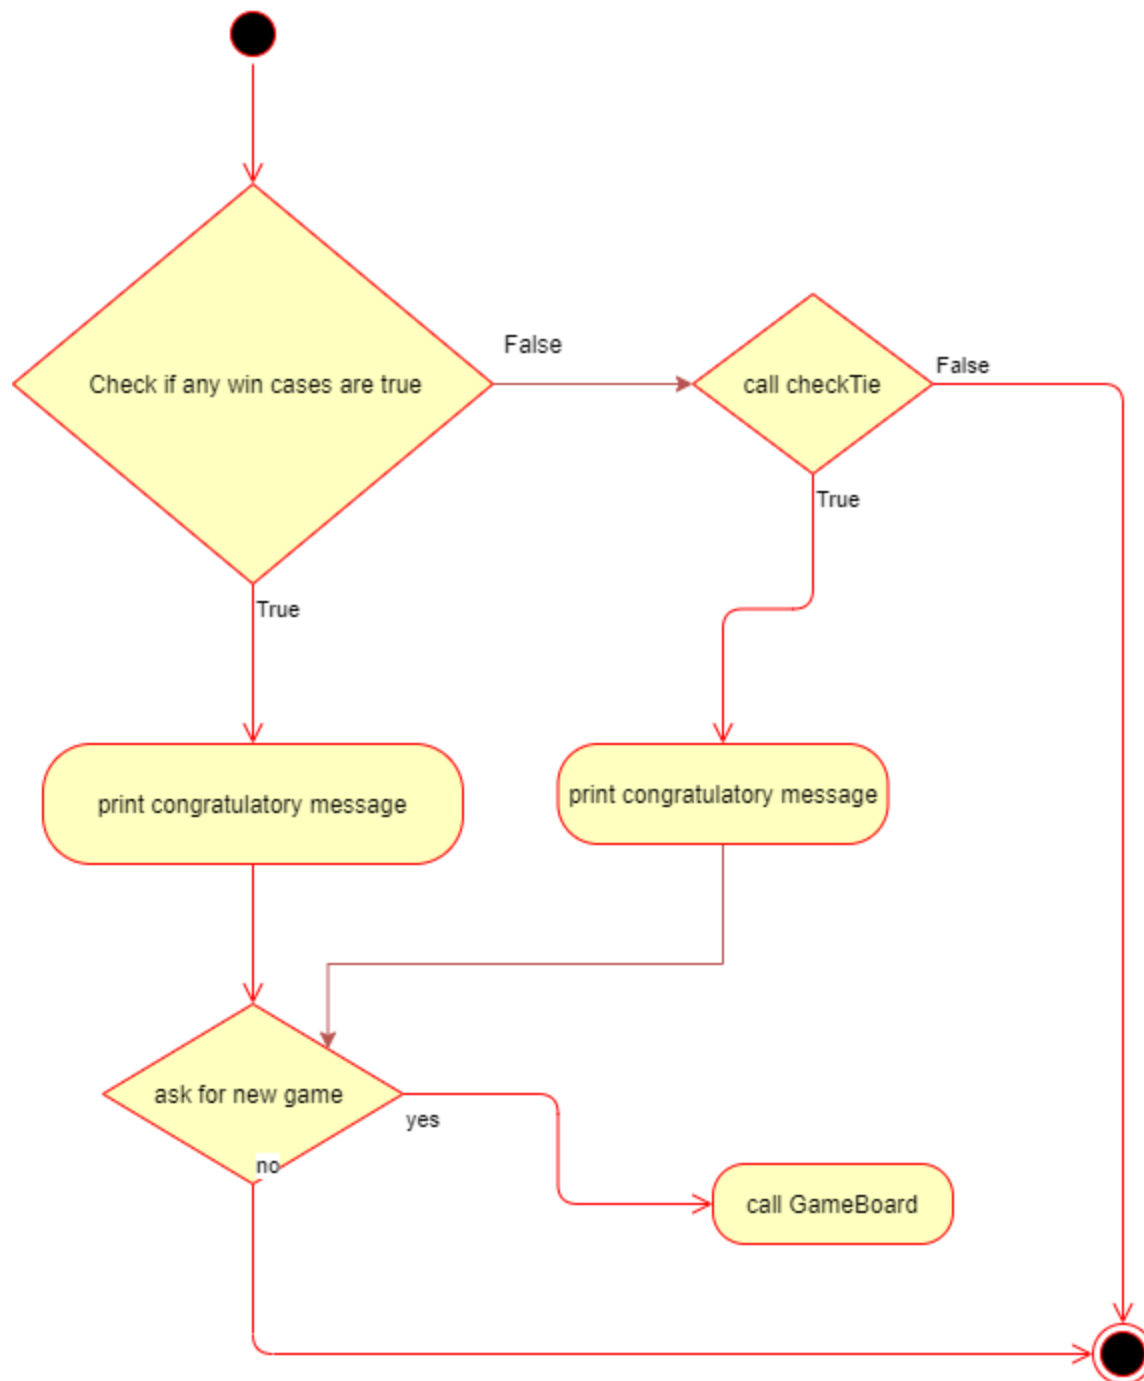 False
Check if any win cases are true
call checkTie
False
True
True
print congratulatory message
print congratulatory message
ask for new game
yes
no
call GameBoard